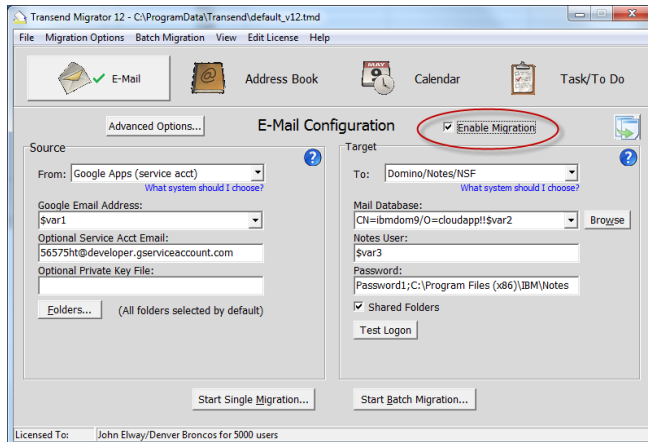 Transend Migrator 12 - C:\ProgramData\Transend\default_v12.tmd
File Migration Options Batch Migration View Edit License Help
E-Mail Address Book MAY 9 Calendar Task/To Do
Advanced Options... E-Mail Configuration Enable Migration
Source Target
From: Google Apps (service acct) To: Domino/Notes/NSF
What system should I choose? What system should I choose?
Google Email Address: Mail Database:
$var1 CN=ibmdom9/O=cloudapp!!$var2 Browse
Optional Service Acct Email: Notes User:
56575ht@developer.gserviceaccount.com $var3
Optional Private Key File: Password:
Password1;C:\Program Files (x86)\IBM\Notes
Folders... (All folders selected by default) Shared Folders
Test Logon
Start Single Migration... Start Batch Migration...
Licensed To: John Elway/Denver Broncos for 5000 users